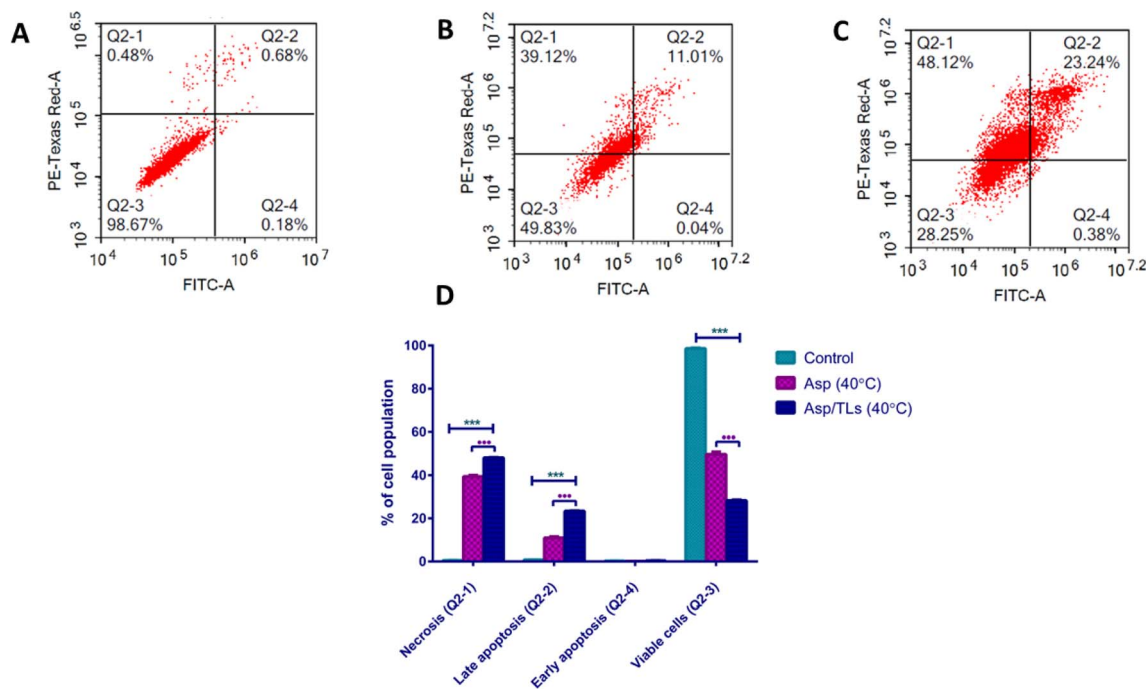 A
Q2-1
0.48%
Q2-2
0.68%
Q2-3
98.67%
Q2-4
0.18%
PE-Texas Red-A
10^6.5
10^5
10^4
10^3
10^4
10^5
10^6
10^7
FITC-A
B
Q2-1
39.12%
Q2-2
11.01%
Q2-3
49.83%
Q2-4
0.04%
PE-Texas Red-A
10^7.2
10^6
10^5
10^4
10^3
10^3
10^4
10^5
10^6
10^7.2
FITC-A
C
Q2-1
48.12%
Q2-2
23.24%
Q2-3
28.25%
Q2-4
0.38%
PE-Texas Red-A
10^7.2
10^6
10^5
10^4
10^3
10^3
10^4
10^5
10^6
10^7.2
FITC-A
D
% of cell population
100
80
60
40
20
0
***
•••
***
•••
***
•••
Necrosis (Q2-1)
Late apoptosis (Q2-2)
Early apoptosis (Q2-4)
Viable cells (Q2-3)
Control
Asp (40°C)
Asp/TLs (40°C)